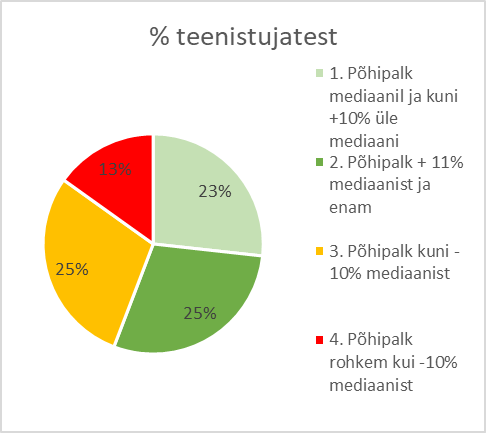 % teenistujatest
1. Põhipalk
mediaanil ja kuni
+10% üle
mediaani
2. Põhipalk + 11%
mediaanist ja
enam
3. Põhipalk kuni -
10% mediaanist
4. Põhipalk
rohkem kui -10%
mediaanist
23%
25%
25%
13%